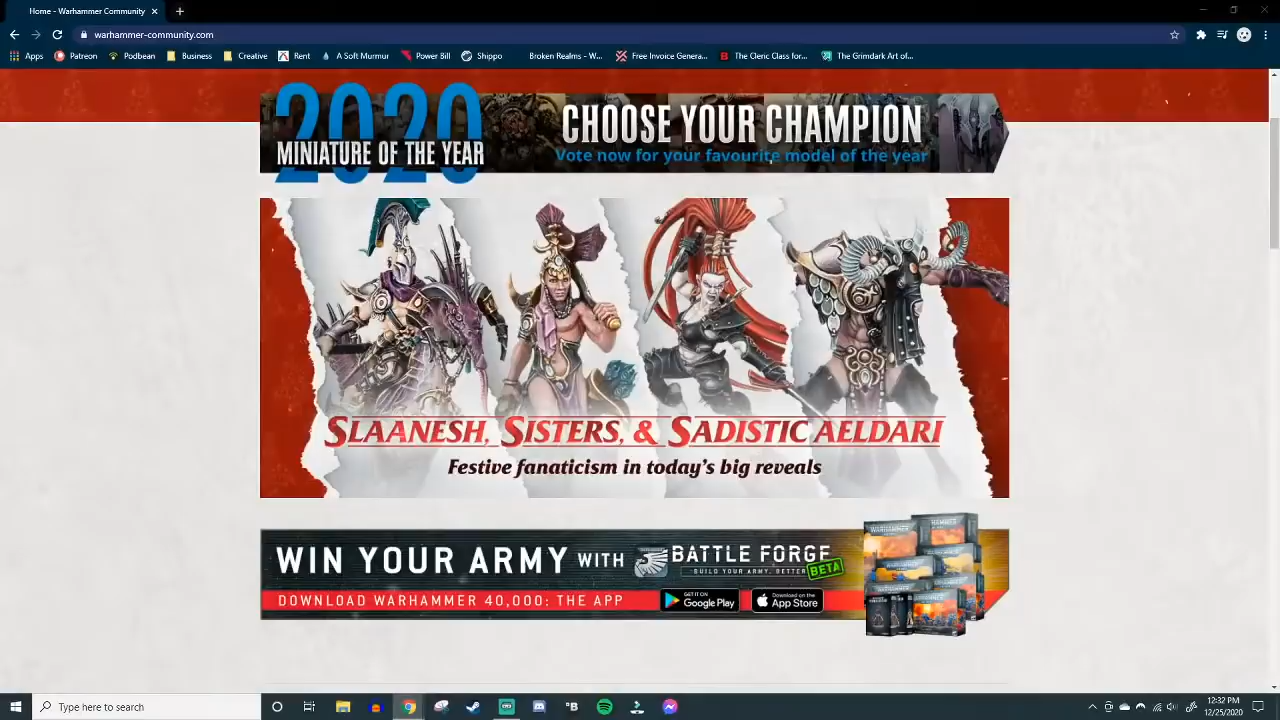 Home - Warhammer Community
warhammer-community.com
Apps Patreon Podbean Business Creative Rent A Soft Murmur Power Bill Shippo Broken Realms - W... Free Invoice Genera... The Cleric Class for... The Grimdark Art of...
2020
MINIATURE OF THE YEAR
CHOOSE YOUR CHAMPION
Vote now for your favourite model of the year
SLAANESH, SISTERS, & SADISTIC AELDARI
Festive fanaticism in today's big reveals
WIN YOUR ARMY WITH BATTLE FORGE
BUILD YOUR ARMY, BETTER BETA
DOWNLOAD WARHAMMER 40,000: THE APP
GET IT ON
Google Play
Download on the
App Store
WARHAMMER
Type here to search
12:32 PM
12/25/2020